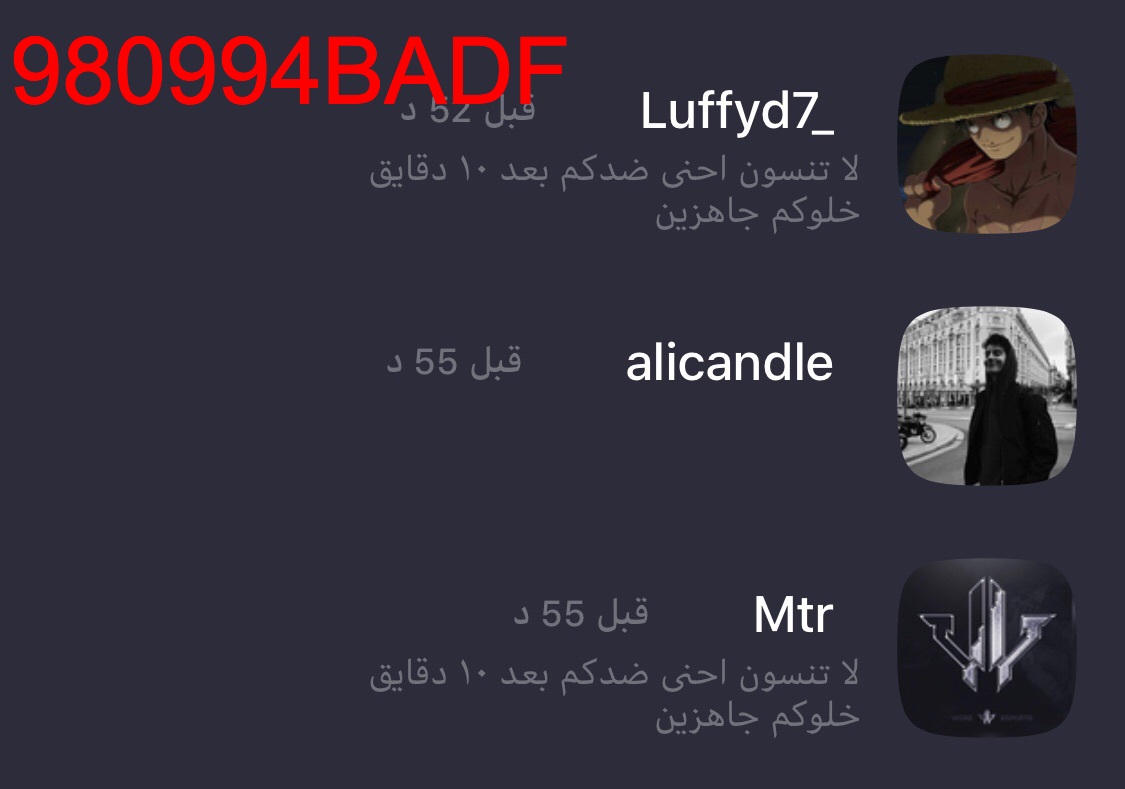 980994BADF
Luffyd7_
قبل 52 د
لا تنسون احنى ضدكم بعد ١٠ دقايق
خلوكم جاهزين
alicandle
قبل 55 د
Mtr
قبل 55 د
لا تنسون احنى ضدكم بعد ١٠ دقايق
خلوكم جاهزين